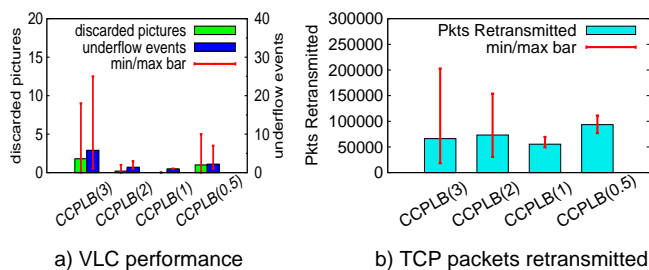 discarded pictures
underflow events
min/max bar
discarded pictures
20
15
10
5
0
40
30
20
10
0
underflow events
CCPLB(3)
CCPLB(2)
CCPLB(1)
CCPLB(0.5)
a) VLC performance
Pkts Retransmitted
min/max bar
Pkts Retransmitted
300000
250000
200000
150000
100000
50000
0
CCPLB(3)
CCPLB(2)
CCPLB(1)
CCPLB(0.5)
b) TCP packets retransmitted